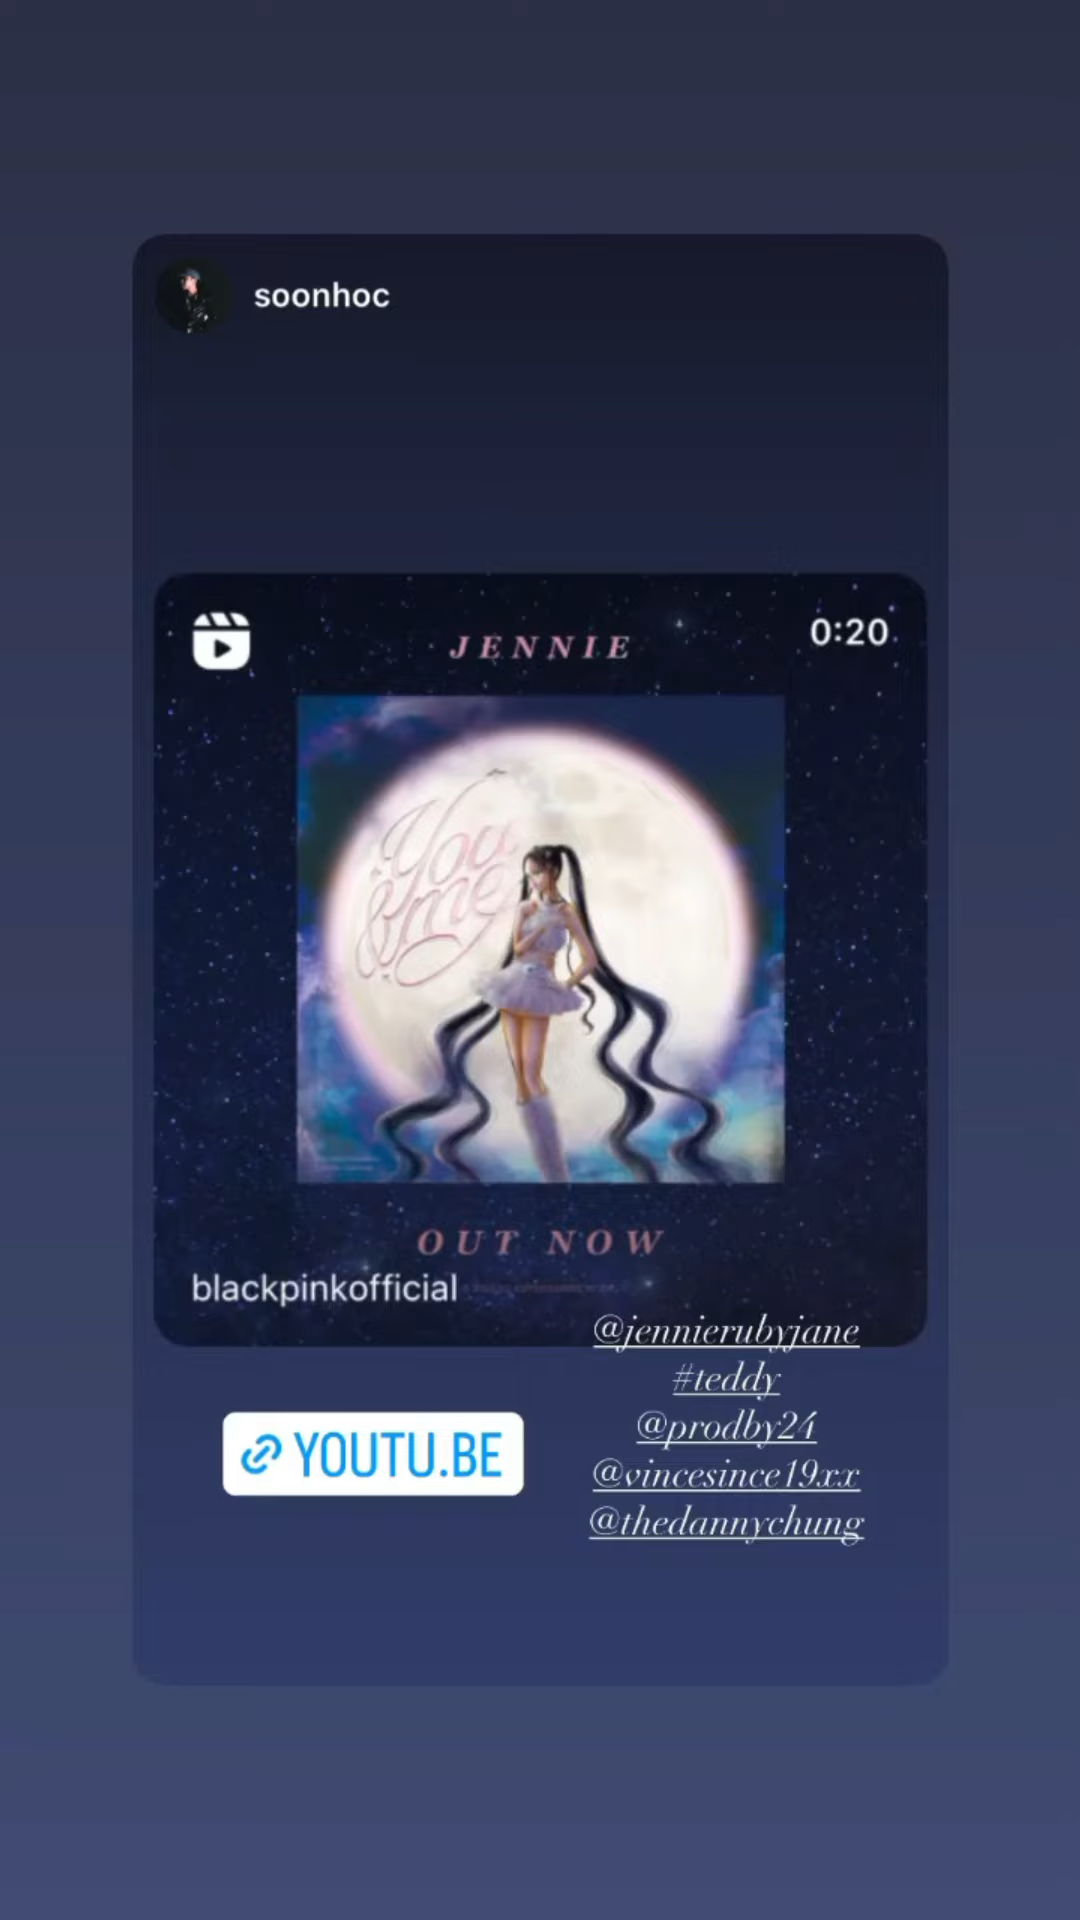 soonhoc
JENNIE
0:20
You
&me
OUT NOW
blackpinkofficial
@jennierubyjane
#teddy
@prodby24
@vincesince19xx
@thedannychung
YOUTU.BE